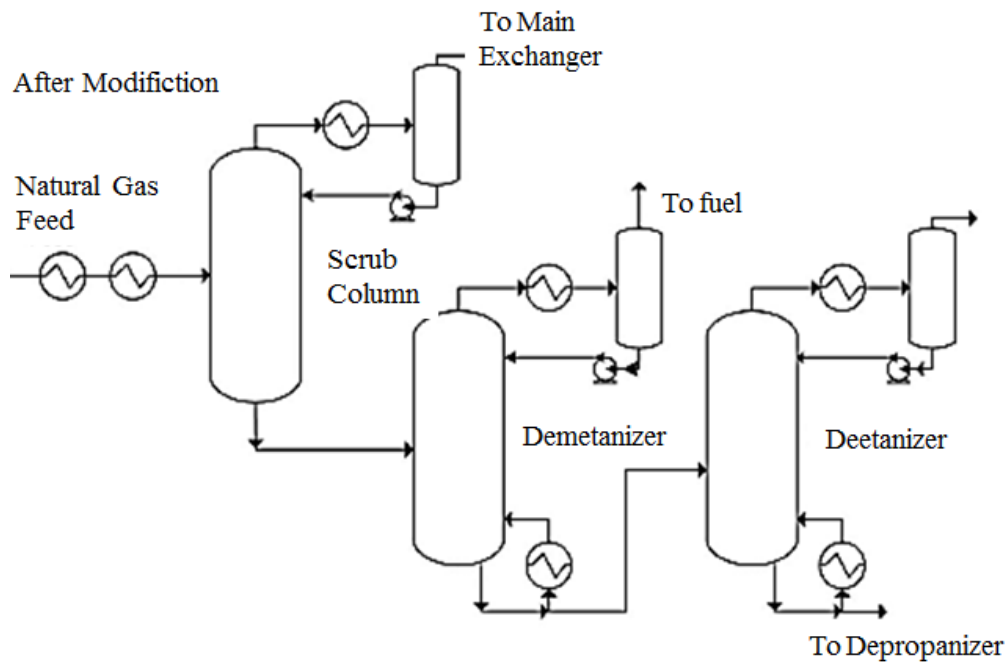 To Main
Exchanger
After Modifiction
Natural Gas
Feed
Scrub
Column
To fuel
Demetanizer
Deetanizer
To Depropanizer